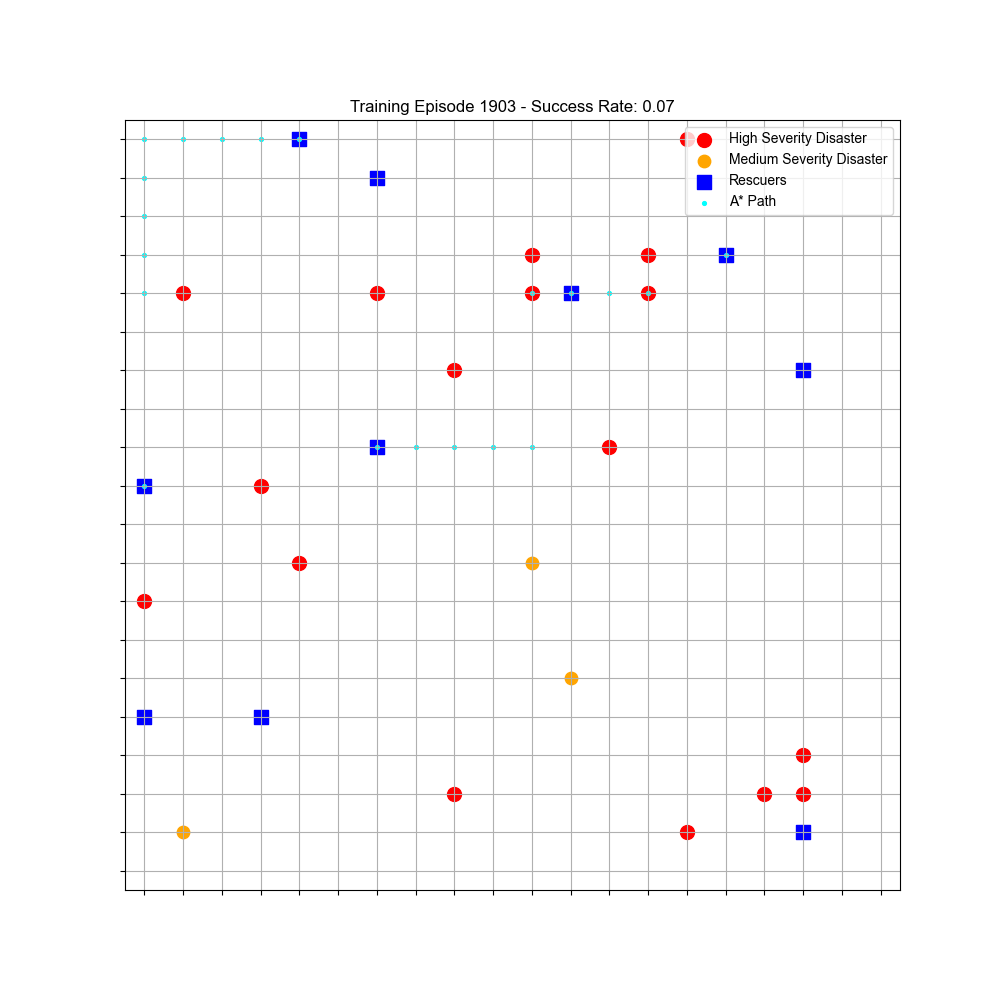 Training Episode 1903 - Success Rate: 0.07
High Severity Disaster
Medium Severity Disaster
Rescuers
A* Path